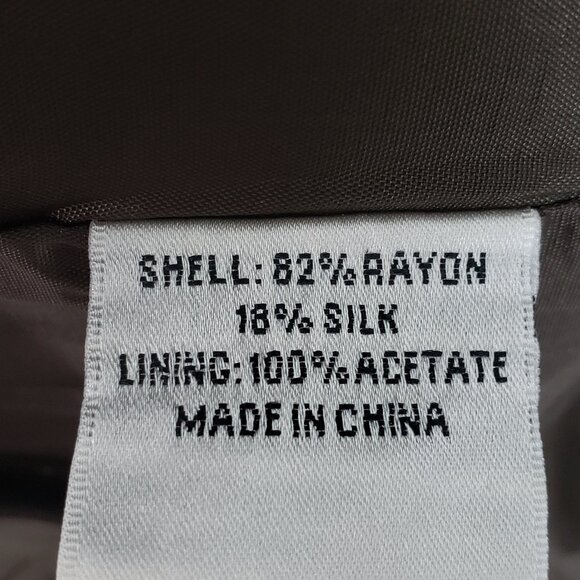 SHELL: 82% RAYON
18% SILK
LINING: 100% ACETATE
MADE IN CHINA